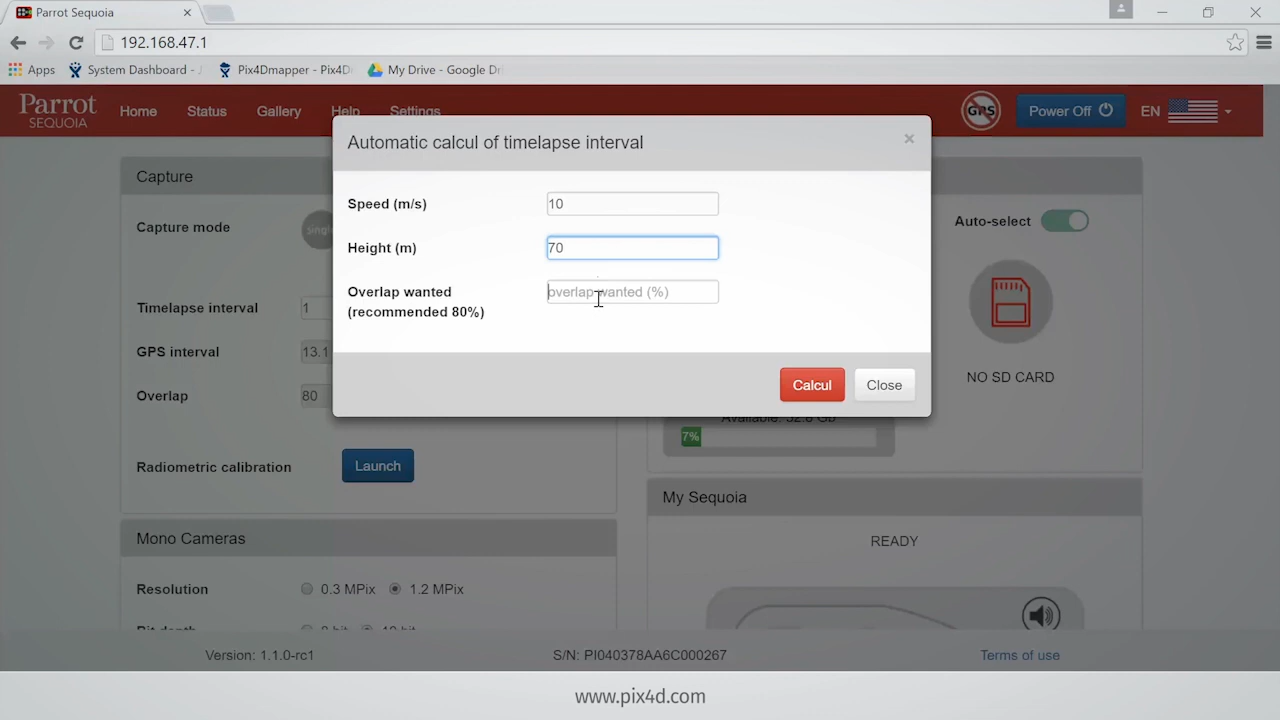 Parrot Sequoia
192.168.47.1
Apps
System Dashboard -
Pix4Dmapper - Pix4D
My Drive - Google Dr
Parrot
SEQUOIA
Home
Status
Gallery
Help
Settings
GPS
Power Off
EN
Automatic calcul of timelapse interval
Capture
Speed (m/s)
10
Capture mode
Auto-select
Height (m)
70
Overlap wanted
(recommended 80%)
overlap wanted (%)
Timelapse interval
1
GPS interval
13.1
Overlap
80
NO SD CARD
Calcul
Close
7%
Radiometric calibration
Launch
My Sequoia
Mono Cameras
READY
Resolution
0.3 MPix
1.2 MPix
Version: 1.1.0-rc1
S/N: PI040378AA6C000267
Terms of use
www.pix4d.com